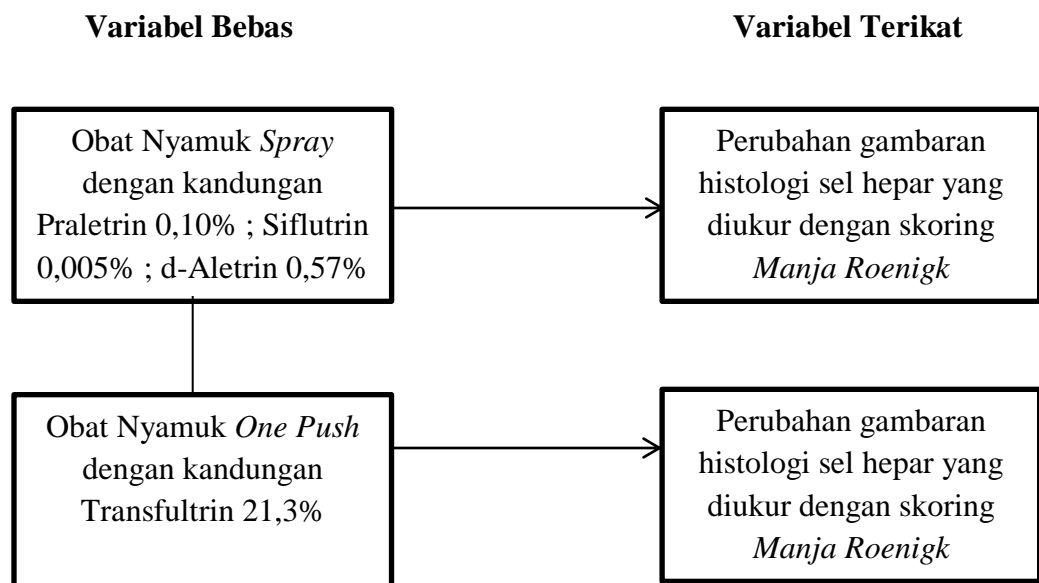 Variabel Bebas
Variabel Terikat
Obat Nyamuk Spray
dengan kandungan
Praletrin 0,10% ; Siflutrin
0,005% ; d-Aletrin 0,57%
Perubahan gambaran
histologi sel hepar yang
diukur dengan skoring
Manja Roenigk
Obat Nyamuk One Push
dengan kandungan
Transfultrin 21,3%
Perubahan gambaran
histologi sel hepar yang
diukur dengan skoring
Manja Roenigk